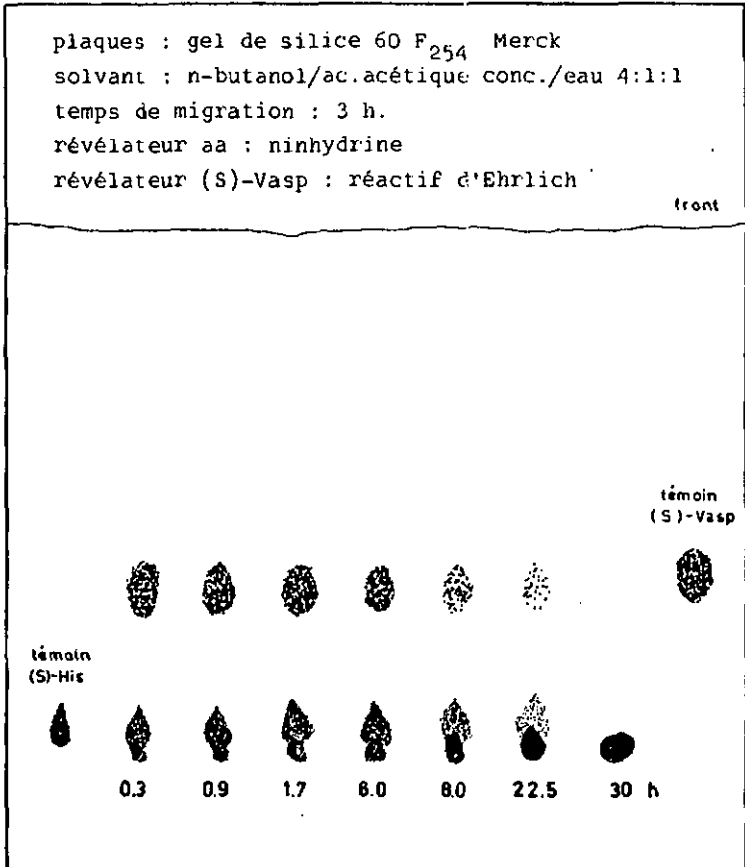 plaques : gel de silice 60 F254 Merck
solvant : n-butanol/ac.acétique conc./eau 4:1:1
temps de migration : 3 h.
révélateur aa : ninhydrine
révélateur (S)-Vasp : réactif d'Ehrlich
front
témoin
(S)-Vasp
témoin
(S)-His
0.3 0.9 1.7 6.0 8.0 22.5 30 h